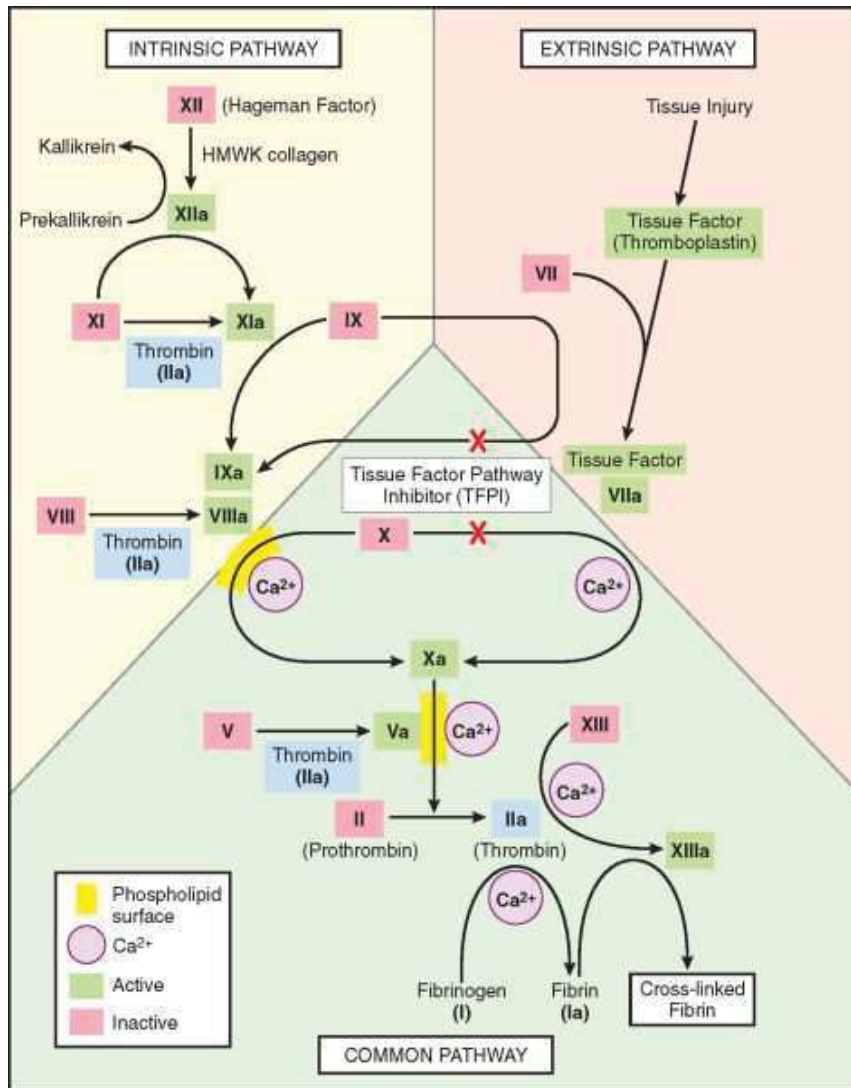 INTRINSIC PATHWAY
EXTRINSIC PATHWAY
XII (Hageman Factor)
Tissue Injury
Kallikrein
HMWK collagen
XIIa
Prekallikrein
Tissue Factor
(Thromboplastin)
VII
XI
XIa
IX
Thrombin
(IIa)
IXa
Tissue Factor
VIIa
X
Tissue Factor Pathway
Inhibitor (TFPI)
VIII
VIIIa
Thrombin
(IIa)
X
X
Ca2+
Ca2+
Xa
V
Va
Ca2+
XIII
Thrombin
(IIa)
Ca2+
II
IIa
(Prothrombin)
(Thrombin)
XIIIa
Ca2+
Phospholipid
surface
Ca2+
Active
Inactive
Fibrinogen
(I)
Fibrin
(Ia)
Cross-linked
Fibrin
COMMON PATHWAY